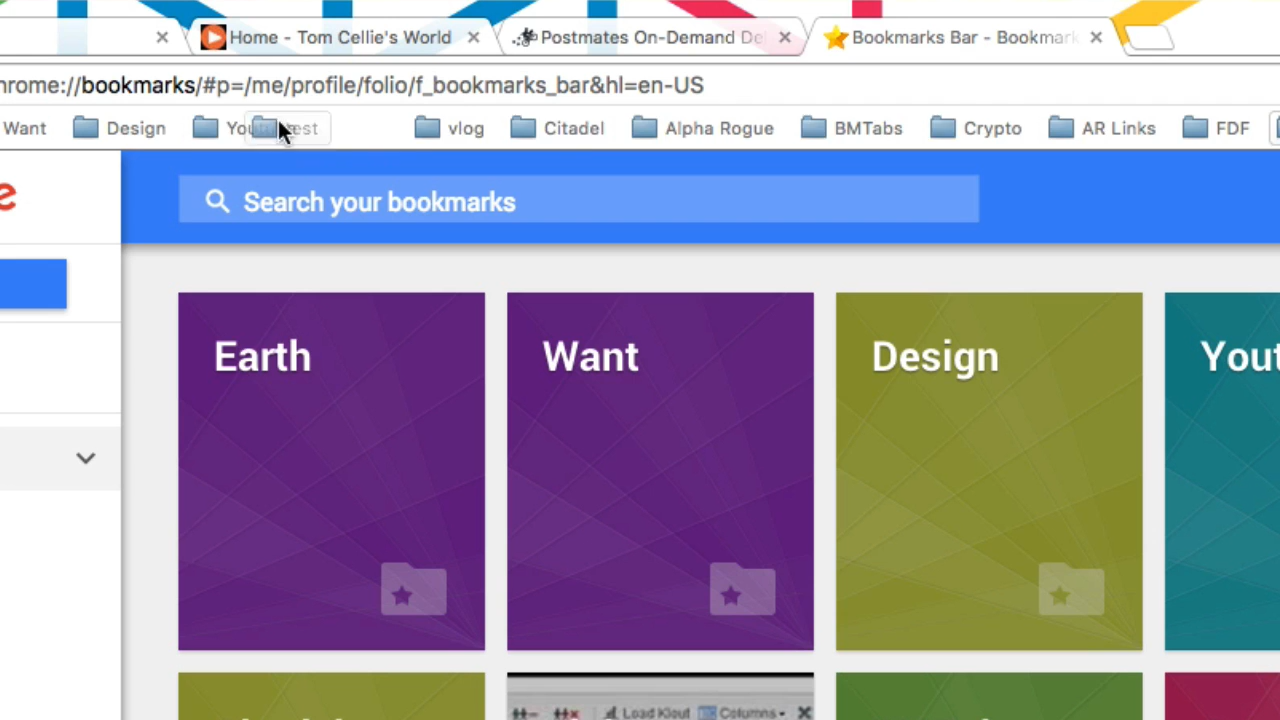 Home - Tom Cellie's World Postmates On-Demand De Bookmarks Bar - Bookmark
hrome://bookmarks/#p=/me/profile/folio/f_bookmarks_bar&hl=en-US
Want Design vlog Citadel Alpha Rogue BMTabs Crypto AR Links FDF
e
Search your bookmarks
Earth Want Design Yout
Load Klout Columns